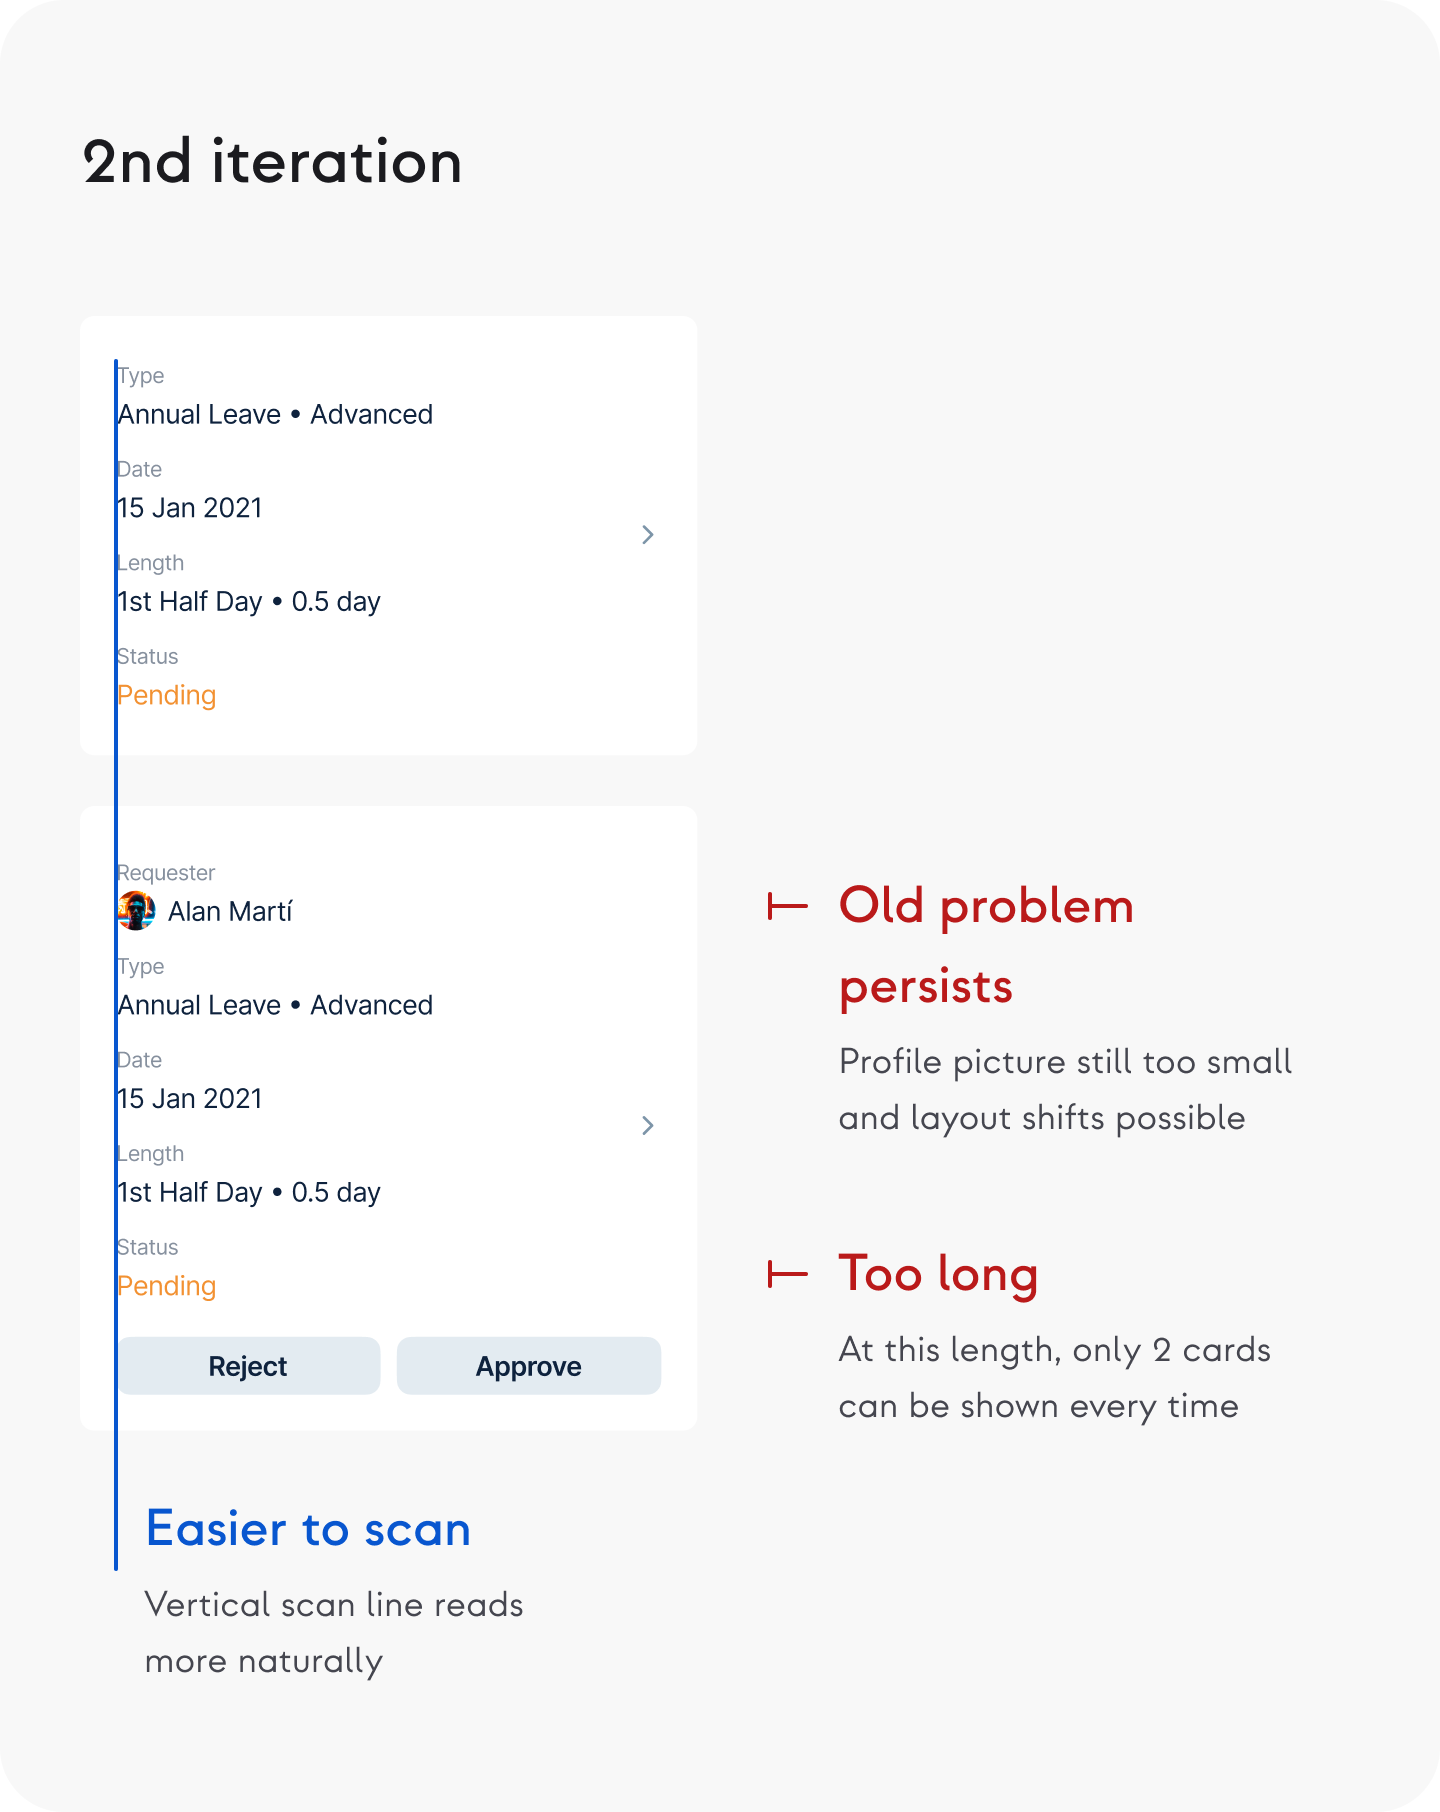 2nd iteration
Type
Annual Leave • Advanced
Date
15 Jan 2021
Length
1st Half Day • 0.5 day
Status
Pending
Requester
Alan Martí
Type
Annual Leave • Advanced
Date
15 Jan 2021
Length
1st Half Day • 0.5 day
Status
Pending
Reject
Approve
Old problem
persists
Profile picture still too small
and layout shifts possible
Too long
At this length, only 2 cards
can be shown every time
Easier to scan
Vertical scan line reads
more naturally